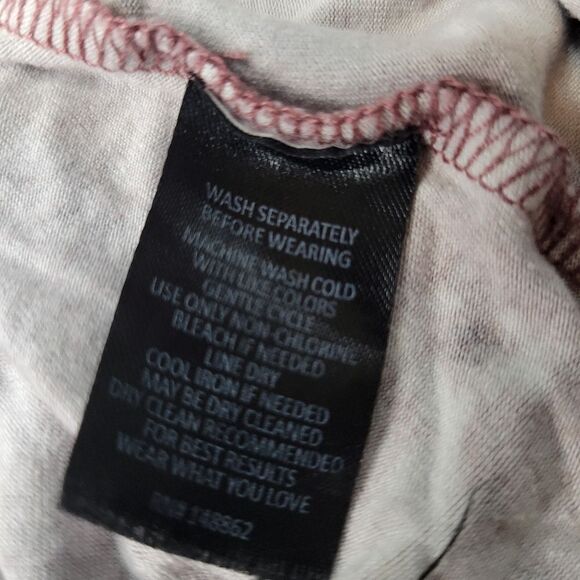 WASH SEPARATELY
BEFORE WEARING
MACHINE WASH COLD
WITH LIKE COLORS
GENTLE CYCLE
USE ONLY NON-CHLORINE
BLEACH IF NEEDED
LINE DRY
COOL IRON IF NEEDED
MAY BE DRY CLEANED
DRY CLEAN RECOMMENDED
FOR BEST RESULTS
WEAR WHAT YOU LOVE
RN# 148662